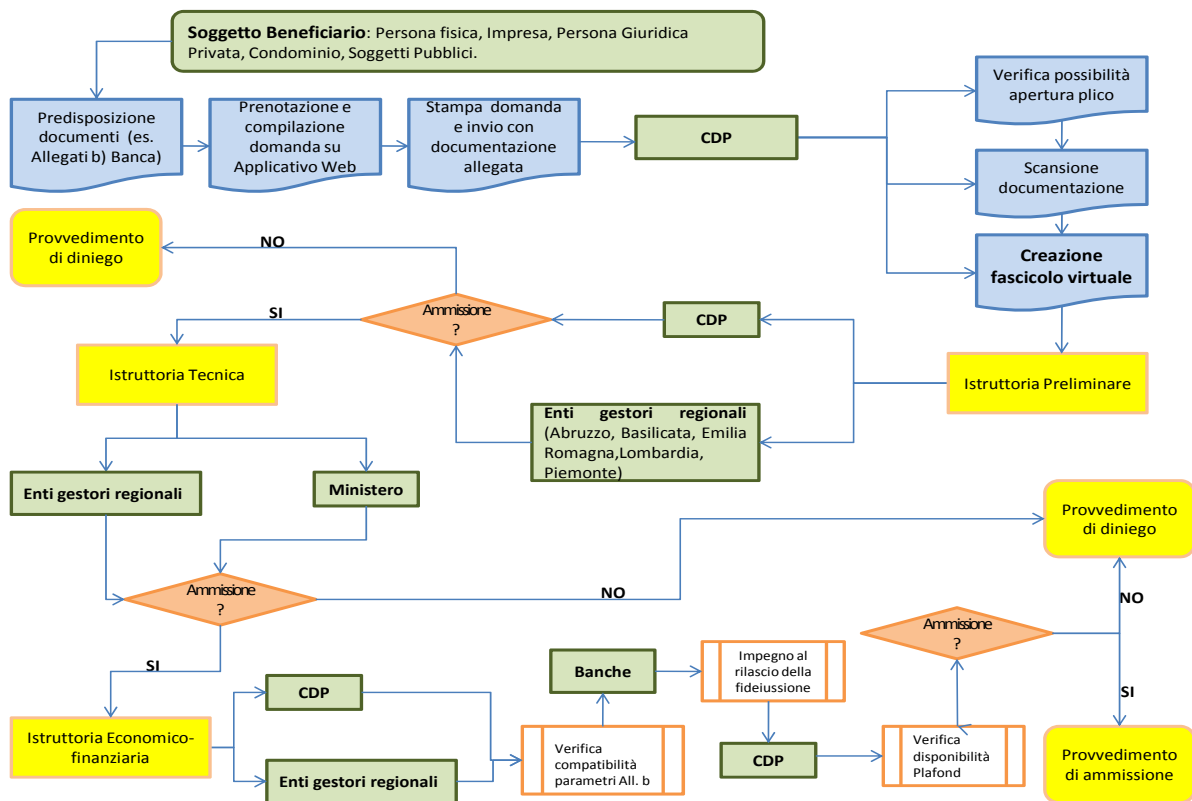 Soggetto Beneficiario: Persona fisica, Impresa, Persona Giuridica
Privata, Condominio, Soggetti Pubblici.
Predisposizione
documenti (es.
Allegati b) Banca)
Prenotazione e
compilazione
domanda su
Applicativo Web
Stampa domanda
e invio con
documentazione
allegata
CDP
Verifica possibilità
apertura plico
Scansione
documentazione
Creazione
fascicolo virtuale
Provvedimento
di diniego
NO
SI
Ammissione
?
CDP
Istruttoria Tecnica
Istruttoria Preliminare
Enti gestori regionali
(Abruzzo, Basilicata, Emilia
Romagna,Lombardia,
Piemonte)
Enti gestori regionali
Ministero
Provvedimento
di diniego
Ammissione
?
NO
SI
Ammissione
?
NO
SI
Banche
Impegno al
rilascio della
fideiussione
CDP
Istruttoria Economico-
finanziaria
Enti gestori regionali
Verifica
compatibilità
parametri All. b
CDP
Verifica
disponibilità
Plafond
Provvedimento
di ammissione